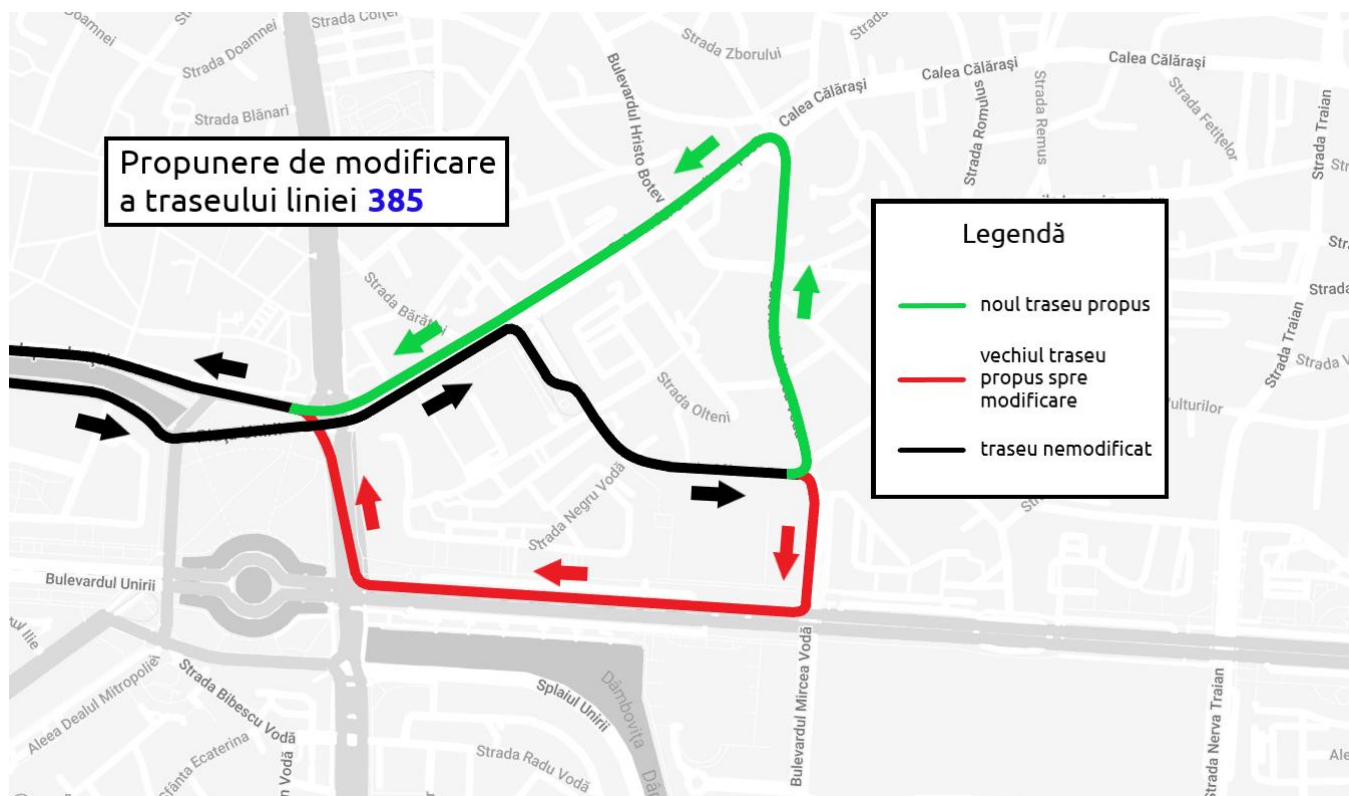 Doamnei
Strada Doamnei
Strada Colței
Strada Blănari
Strada Zborului
Bulevardul Hristo Botev
Calea Călărași
Calea Călărași
Calea Călărași
Strada Romulus
Strada Remus
Strada Fetițelor
Strada Traian
Propunere de modificare
a traseului liniei 385
Legendă
noul traseu propus
vechiul traseu
propus spre
modificare
traseu nemodificat
Strada Traian
Strada Olteni
Strada Negru Vodă
Bulevardul Unirii
Bulevardul Mircea Vodă
Splaiul Unirii
Dâmbovița
Aleea Dealul Mitropoliei
Strada Bibescu Vodă
Strada Radu Vodă
Strada Nerva Traian